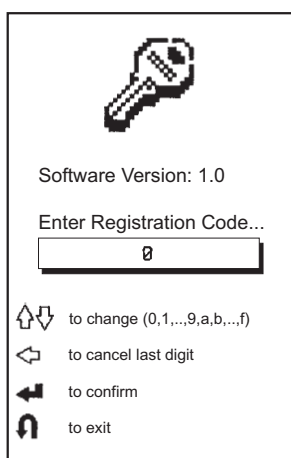 Software Version: 1.0
Enter Registration Code...
0
to change (0,1,..,9,a,b,..,f)
to cancel last digit
to confirm
to exit